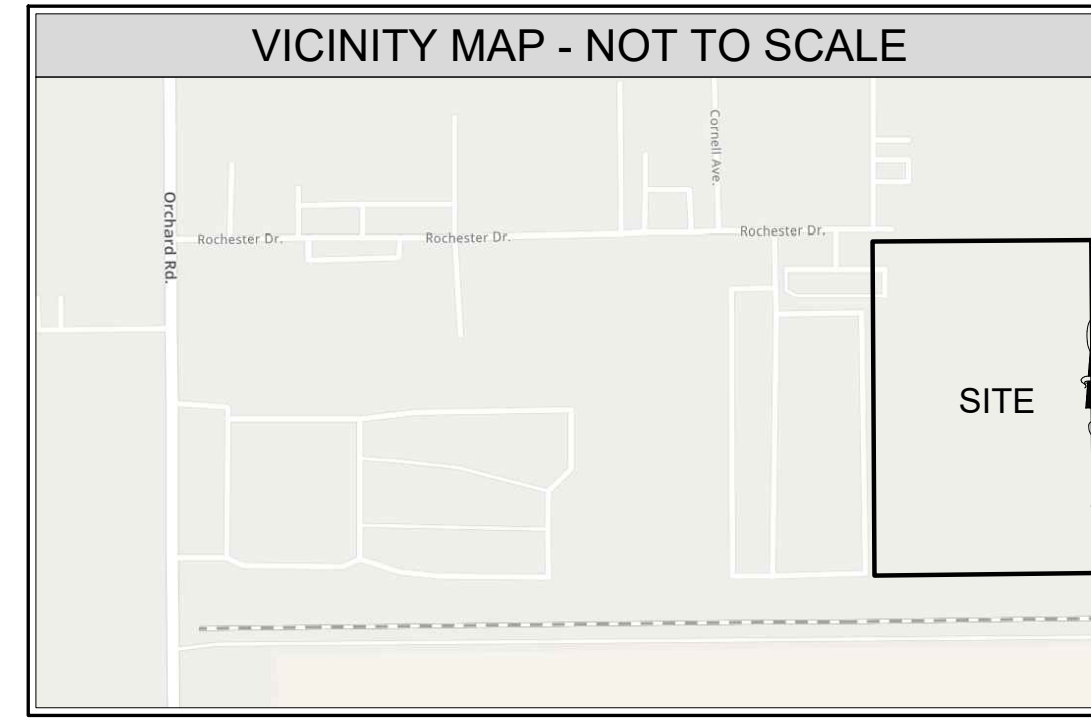 VICINITY MAP - NOT TO SCALE
Cornell Ave.
Orchard Rd.
Rochester Dr.
Rochester Dr.
Rochester Dr.
SITE